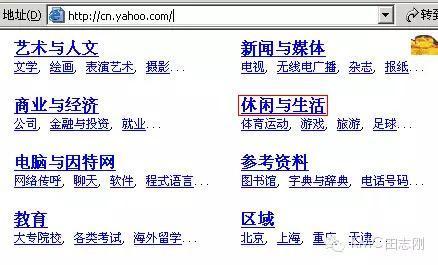 地址(D) http://cn.yahoo.com/ 转到
艺术与人文 新闻与媒体
文学, 绘画, 表演艺术, 摄影... 电视, 无线电广播, 杂志, 报纸...
商业与经济 休闲与生活
公司, 金融与投资, 就业... 体育运动, 游戏, 旅游, 足球...
电脑与因特网 参考资料
网络传呼, 聊天, 软件, 程式语言... 图书馆, 字典与辞典, 电话号码...
教育 区域
大专院校, 各类考试, 海外留学... 北京, 上海, 重庆, 天津...
田志刚